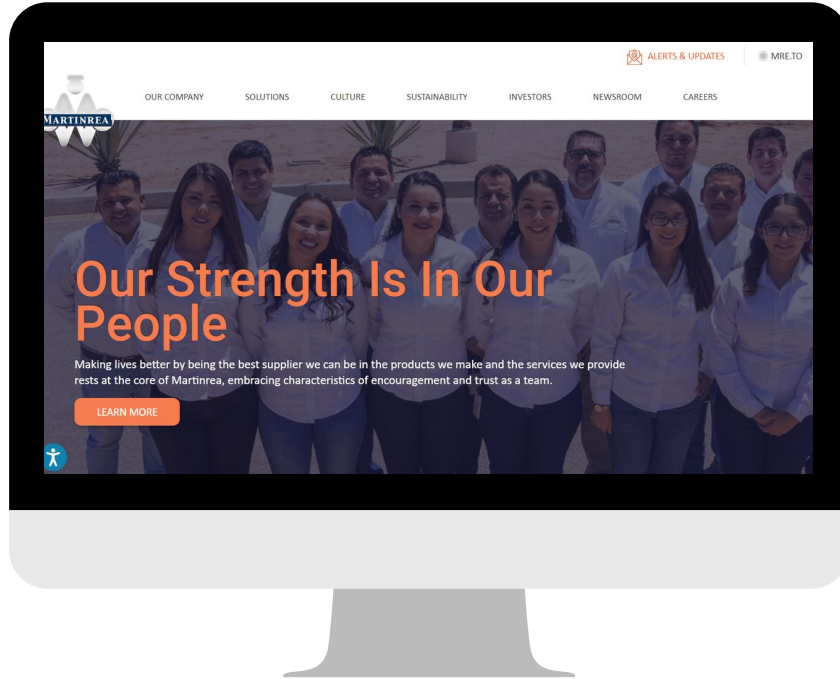 ALERTS & UPDATES
MRE.TO
MARTINREA
OUR COMPANY
SOLUTIONS
CULTURE
SUSTAINABILITY
INVESTORS
NEWSROOM
CAREERS
Our Strength Is In Our
People
Making lives better by being the best supplier we can be in the products we make and the services we provide
rests at the core of Martinrea, embracing characteristics of encouragement and trust as a team.
LEARN MORE